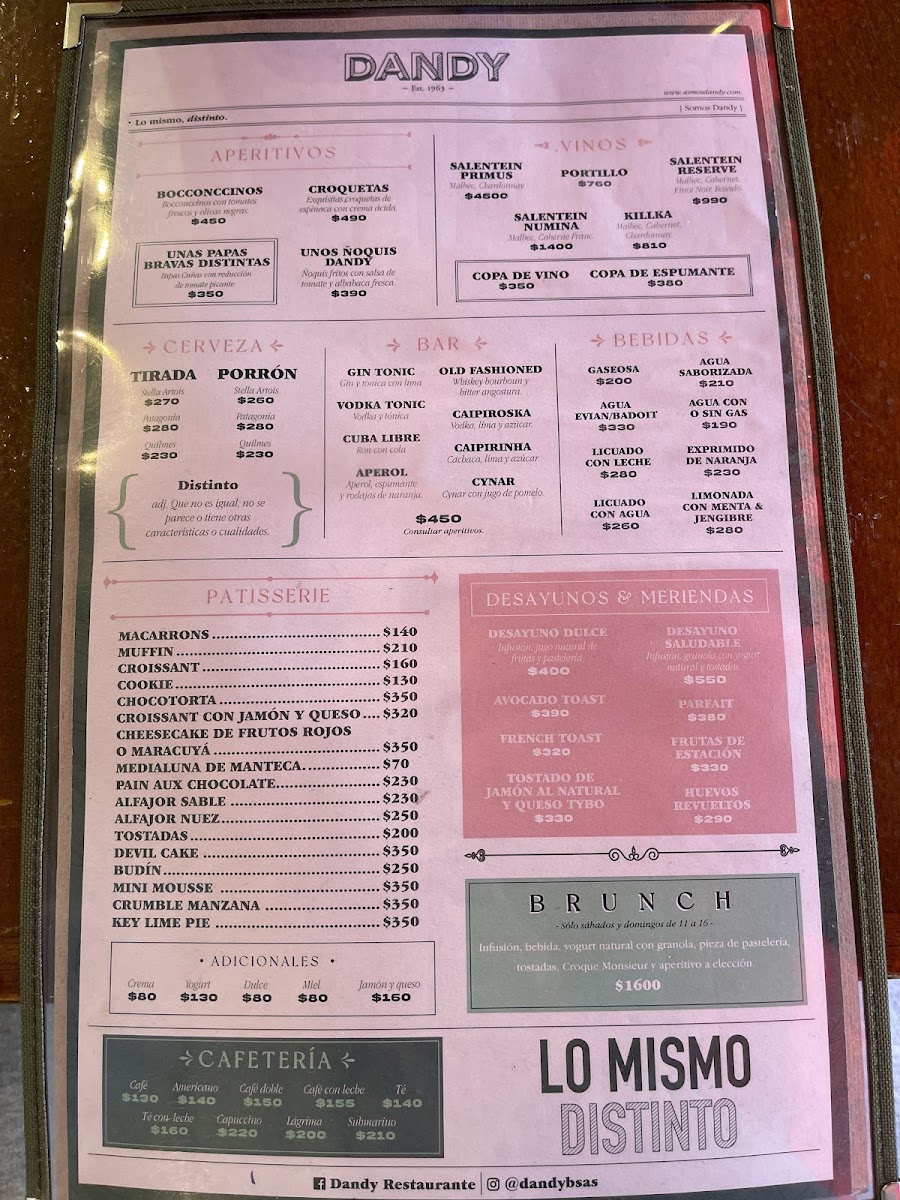 DANDY
- Est. 1963 -
www.somosdandy.com
• Lo mismo, distinto.
{ Somos Dandy }
APERITIVOS
BOCCONCCINOS
Bocconccinos con tomates
frescos y olivas negras.
$450
CROQUETAS
Exquisitas croquetas de
espinaca con crema ácida.
$490
UNAS PAPAS
BRAVAS DISTINTAS
Papas Cuñas con reducción
de tomate picante.
$350
UNOS ÑOQUIS
DANDY
Ñoquis fritos con salsa de
tomate y albabaca fresca.
$390
VINOS
SALENTEIN
PRIMUS
Malbec, Chardonnay
$4500
PORTILLO
$750
SALENTEIN
RESERVE
Malbec, Cabernet,
Pinot Noir Rosado.
$990
SALENTEIN
NUMINA
Malbec, Caberne Franc.
$1400
KILLKA
Malbec, Cabernet,
Chardonnay.
$810
COPA DE VINO
$350
COPA DE ESPUMANTE
$380
CERVEZA
TIRADA
Stella Artois
$270
Patagonia
$280
Quilmes
$230
PORRÓN
Stella Artois
$260
Patagonia
$280
Quilmes
$230
Distinto
adj. Que no es igual, no se
parece o tiene otras
características o cualidades.
BAR
GIN TONIC
Gin y tonica con lima
VODKA TONIC
Vodka y tónica
CUBA LIBRE
Ron con cola
APEROL
Aperol, espumante
y rodajas de naranja.
OLD FASHIONED
Whiskey bourboun y
bitter angostura.
CAIPIROSKA
Vodka, lima y azúcar.
CAIPIRINHA
Cachaca, lima y azúcar
CYNAR
Cynar con jugo de pomelo.
$450
Consultar aperitivos.
BEBIDAS
GASEOSA
$200
AGUA
SABORIZADA
$210
AGUA
EVIAN/BADOIT
$330
AGUA CON
O SIN GAS
$190
LICUADO
CON LECHE
$280
EXPRIMIDO
DE NARANJA
$230
LICUADO
CON AGUA
$260
LIMONADA
CON MENTA &
JENGIBRE
$280
PATISSERIE
MACARRONS........................................$140
MUFFIN........................................$210
CROISSANT........................................$160
COOKIE........................................$130
CHOCOTORTA........................................$350
CROISSANT CON JAMÓN Y QUESO....$320
CHEESECAKE DE FRUTOS ROJOS
O MARACUYÁ........................................$350
MEDIALUNA DE MANTECA..................$70
PAIN AUX CHOCOLATE........................$230
ALFAJOR SABLE ........................................$230
ALFAJOR NUEZ........................................$250
TOSTADAS........................................$200
DEVIL CAKE ........................................$350
BUDÍN........................................$250
MINI MOUSSE ........................................$350
CRUMBLE MANZANA ........................$350
KEY LIME PIE ........................................$350
• ADICIONALES •
Crema
$80
Yogurt
$130
Dulce
$80
Miel
$80
Jamón y queso
$160
DESAYUNOS & MERIENDAS
DESAYUNO DULCE
Infusión, jugo natural de
frutas y pastelería.
$400
DESAYUNO
SALUDABLE
Infusión, granola con yogurt
natural y tostadas.
$550
AVOCADO TOAST
$390
PARFAIT
$380
FRENCH TOAST
$320
FRUTAS DE
ESTACIÓN
$330
TOSTADO DE
JAMÓN AL NATURAL
Y QUESO TYBO
$330
HUEVOS
REVUELTOS
$290
BRUNCH
- Sólo sábados y domingos de 11 a 16 -
Infusión, bebida, yogurt natural con granola, pieza de pastelería,
tostadas, Croque Monsieur y aperitivo a elección.
$1600
CAFETERÍA
Café
$130
Americano
$140
Café doble
$150
Café con leche
$155
Té
$140
Té con leche
$160
Capuccino
$220
Lágrima
$200
Submarino
$210
LO MISMO
DISTINTO
Dandy Restaurante | @dandybsas